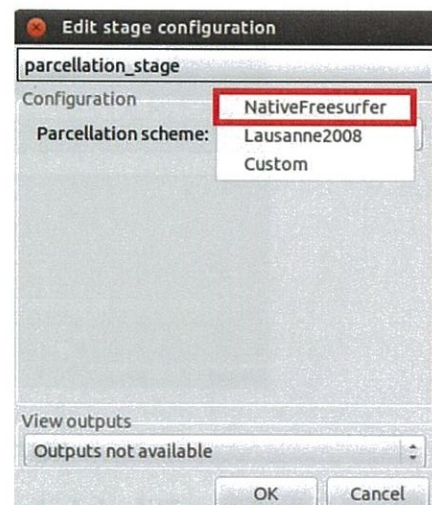 Edit stage configuration
parcellation_stage
Configuration
NativeFreesurfer
Parcellation scheme:
Lausanne2008
Custom
View outputs
Outputs not available
OK
Cancel